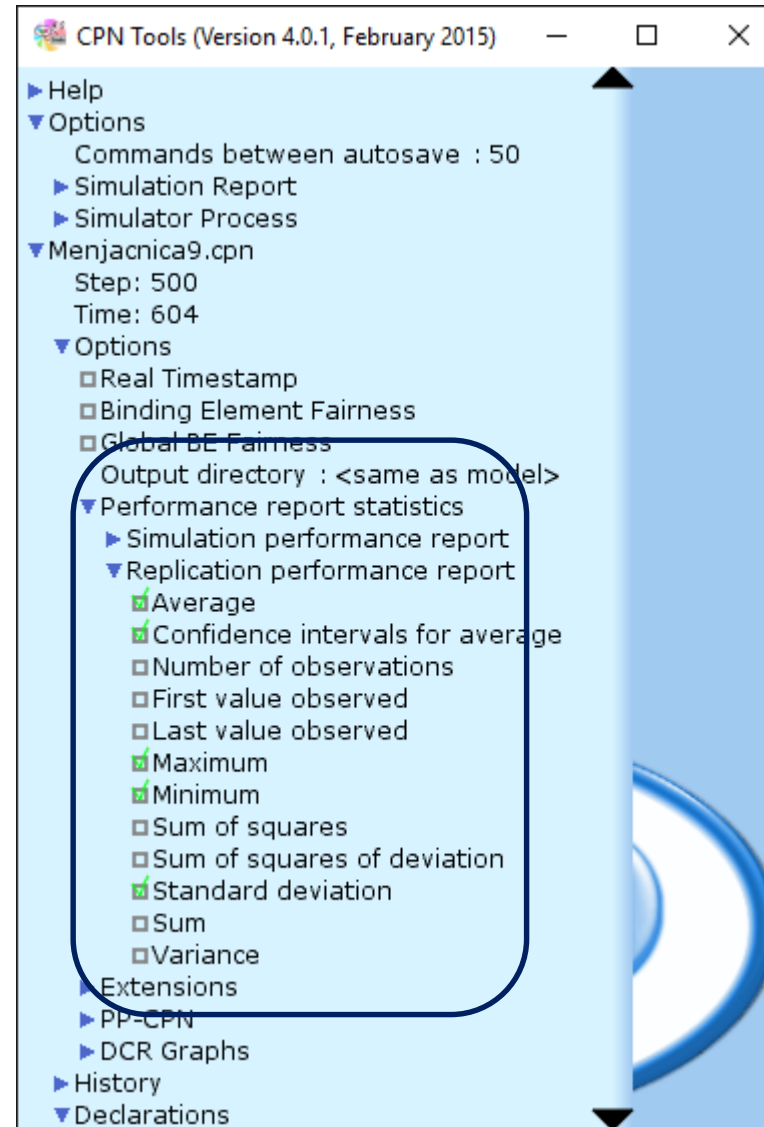 CPN Tools (Version 4.0.1, February 2015)
Help
Options
Commands between autosave : 50
Simulation Report
Simulator Process
Menjacnica9.cpn
Step: 500
Time: 604
Options
Real Timestamp
Binding Element Fairness
Global BE Fairness
Output directory : <same as model>
Performance report statistics
Simulation performance report
Replication performance report
Average
Confidence intervals for average
Number of observations
First value observed
Last value observed
Maximum
Minimum
Sum of squares
Sum of squares of deviation
Standard deviation
Sum
Variance
Extensions
PP-CPN
DCR Graphs
History
Declarations